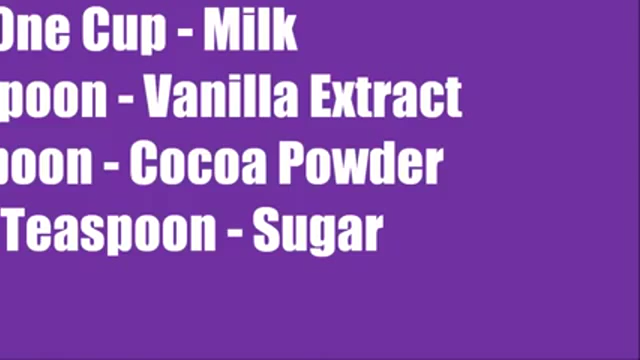 One Cup - Milk
poon - Vanilla Extract
poon - Cocoa Powder
Teaspoon - Sugar